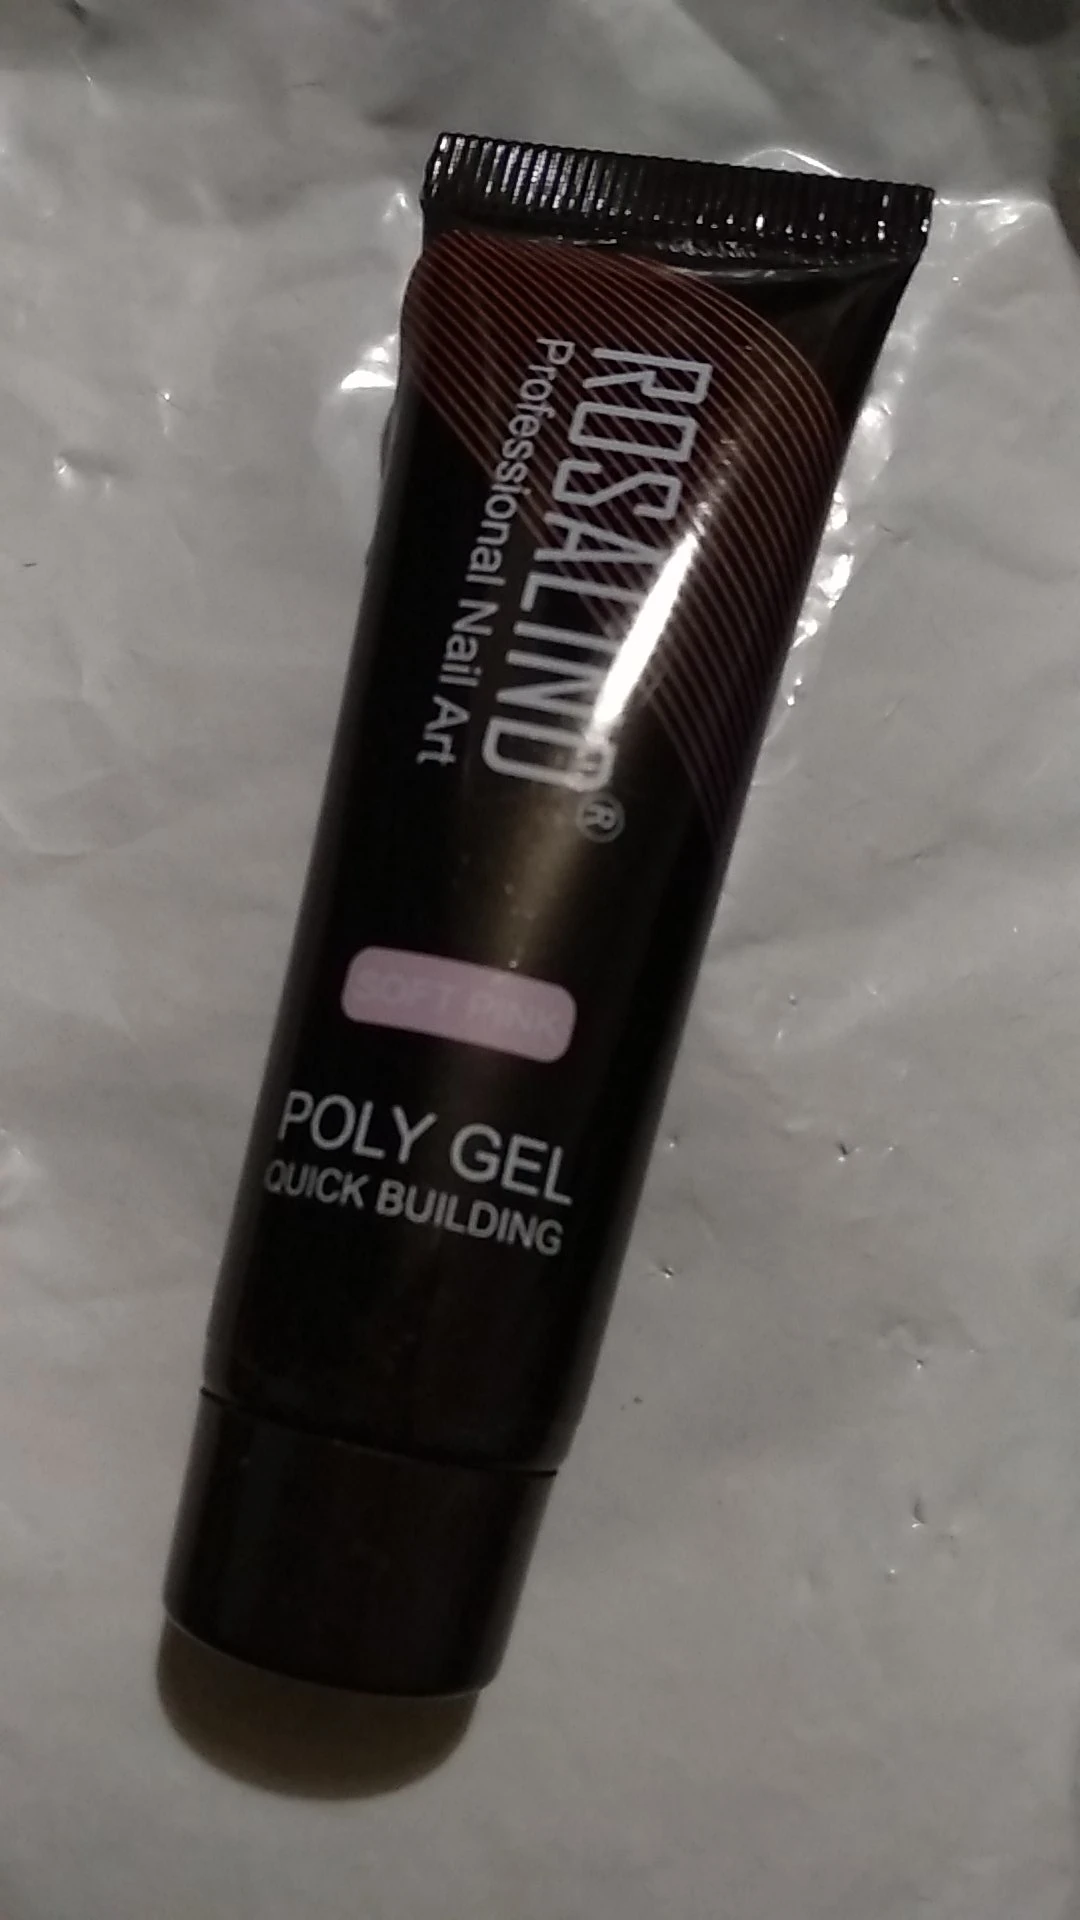 ROSALIND®
Professional Nail Art
SOFT PINK
POLY GEL
QUICK BUILDING